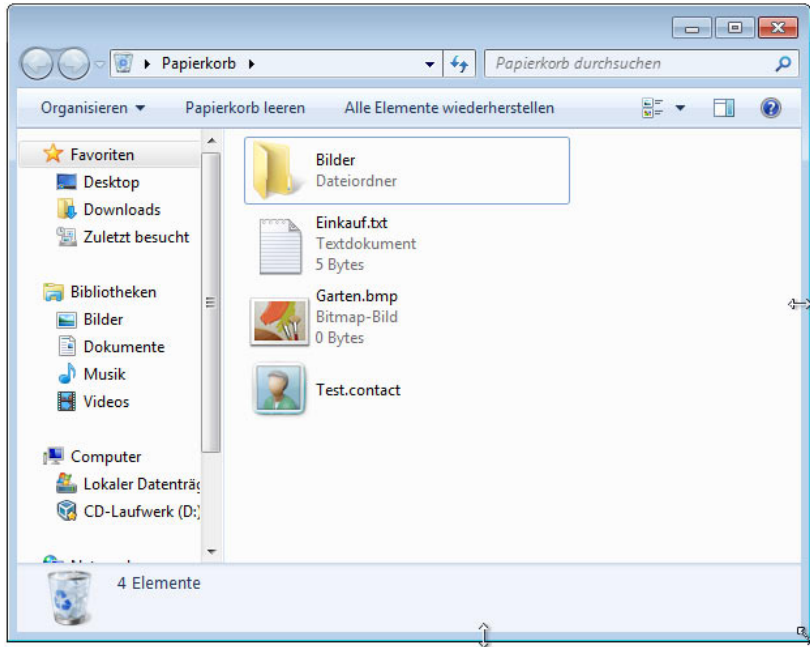 Papierkorb
Papierkorb durchsuchen
Organisieren
Papierkorb leeren
Alle Elemente wiederherstellen
Favoriten
Desktop
Downloads
Zuletzt besucht
Bibliotheken
Bilder
Dokumente
Musik
Videos
Computer
Lokaler Datenträg
CD-Laufwerk (D:)
Bilder
Dateiordner
Einkauf.txt
Textdokument
5 Bytes
Garten.bmp
Bitmap-Bild
0 Bytes
Test.contact
4 Elemente